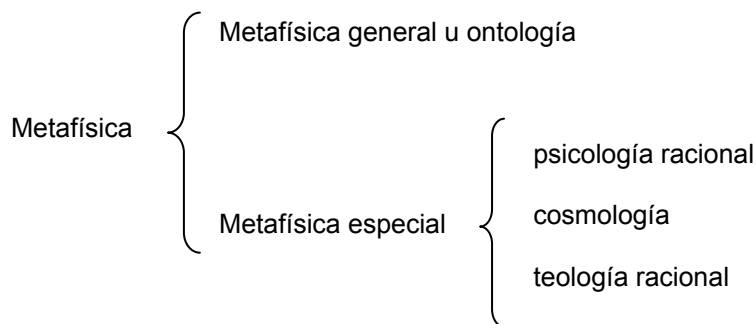 Metafísica general u ontología
Metafísica
psicología racional
Metafísica especial
cosmología
teología racional